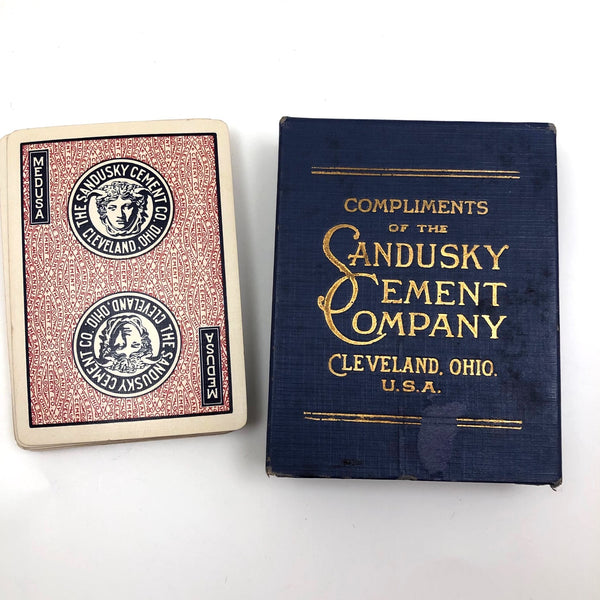 MEDUSA
THE SANDUSKY CEMENT CO.
CLEVELAND, OHIO
THE SANDUSKY CEMENT CO.
CLEVELAND OHIO
MEDUSA
COMPLIMENTS
OF THE
SANDUSKY
CEMENT
COMPANY
CLEVELAND, OHIO.
U.S.A.